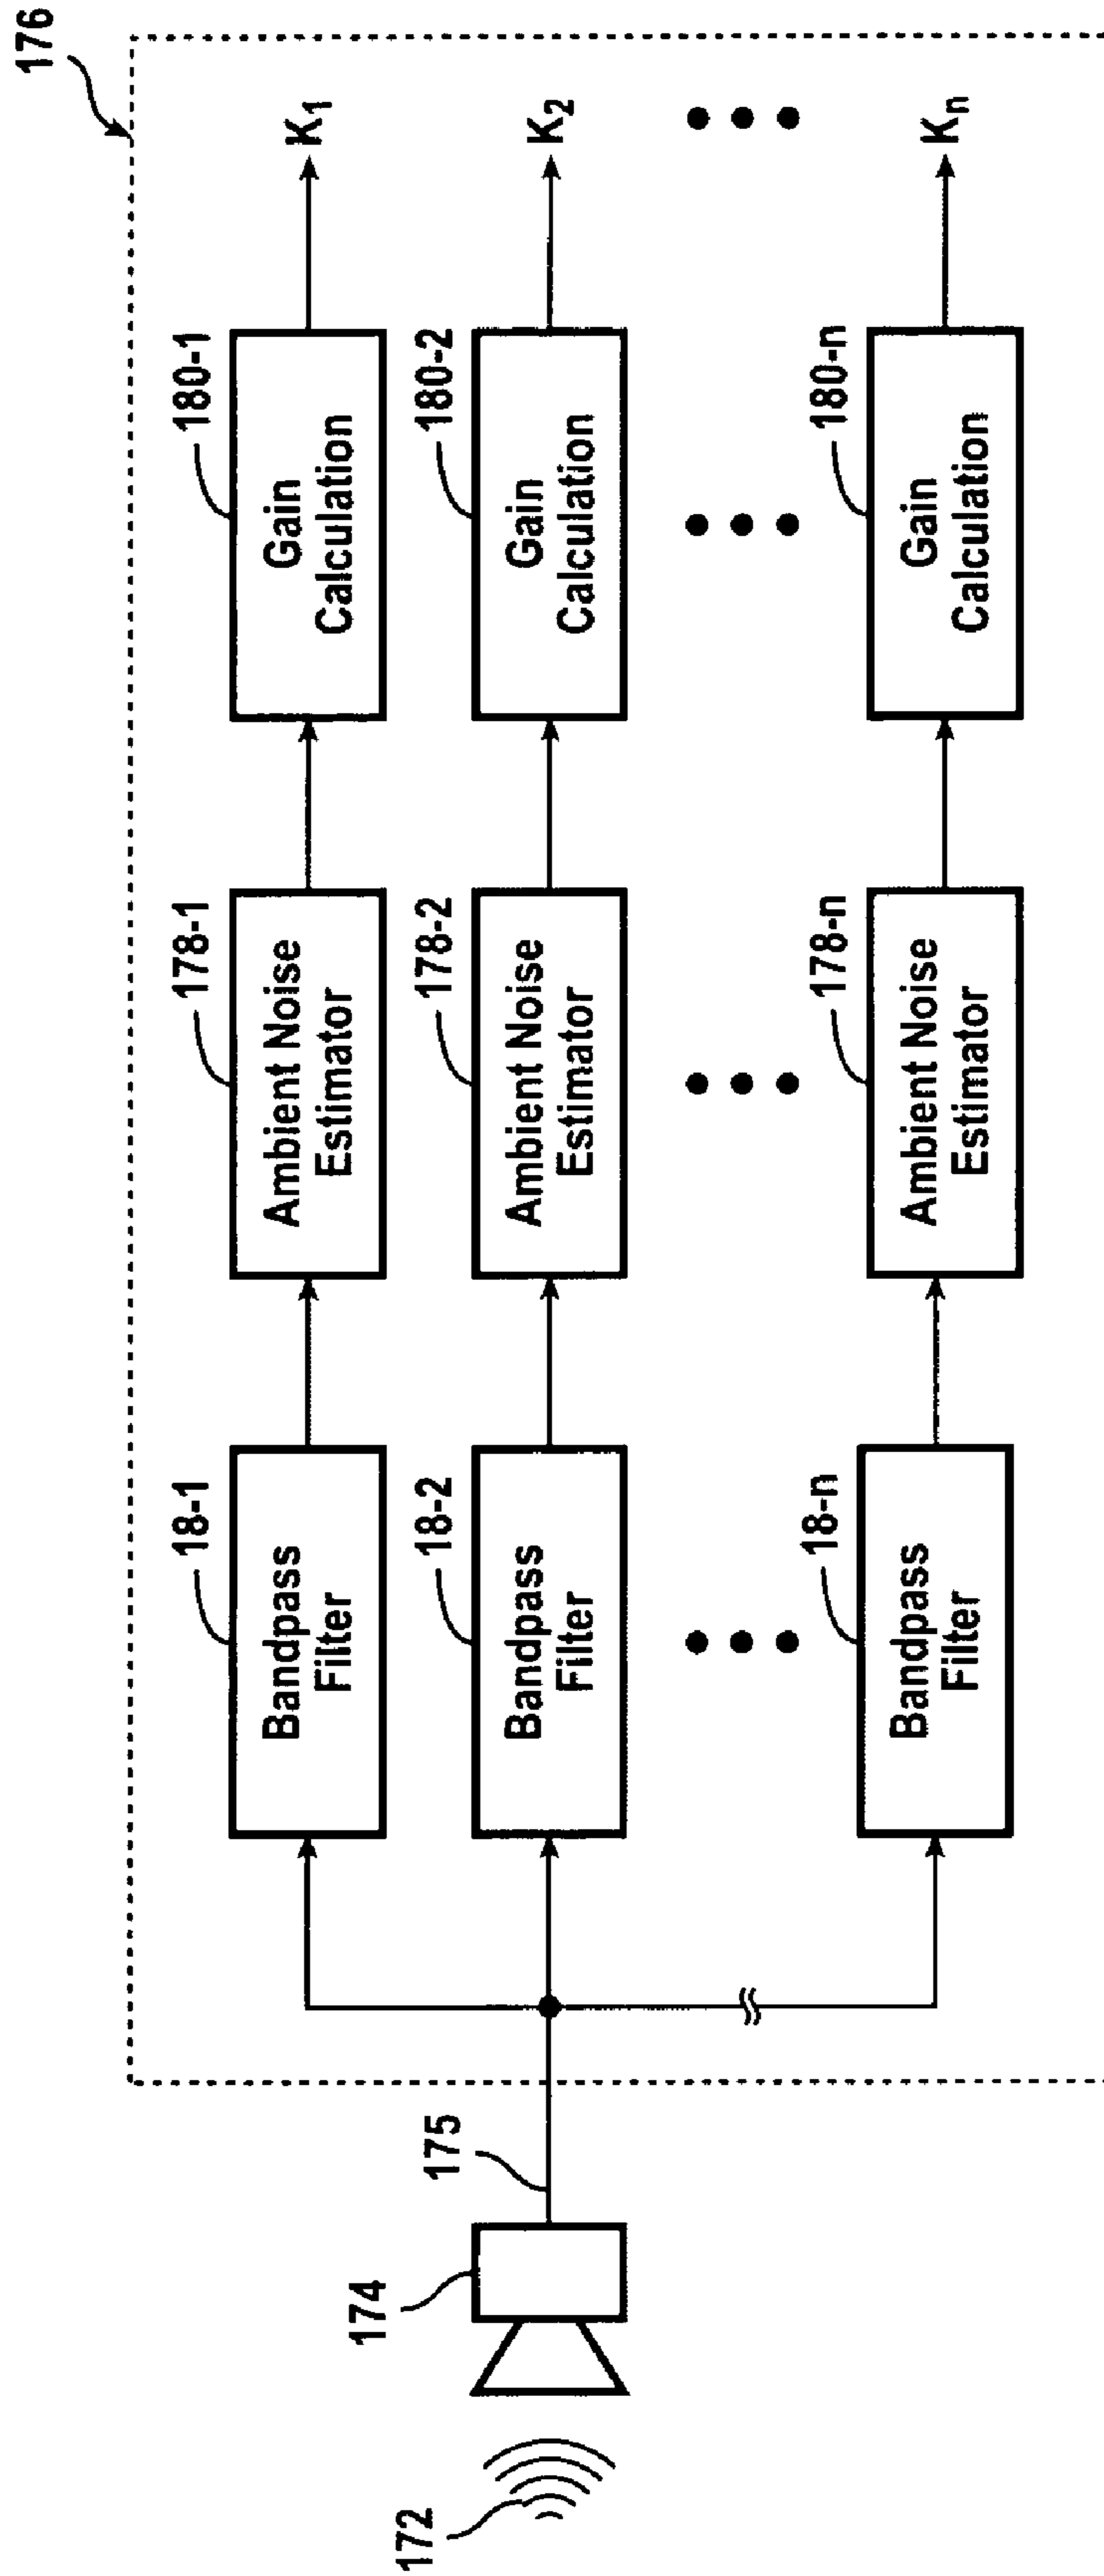 176
18-1
178-1
180-1
Bandpass
Filter
Ambient Noise
Estimator
Gain
Calculation
K1
172
174
175
18-2
178-2
180-2
Bandpass
Filter
Ambient Noise
Estimator
Gain
Calculation
K2
18-n
178-n
180-n
Bandpass
Filter
Ambient Noise
Estimator
Gain
Calculation
Kn